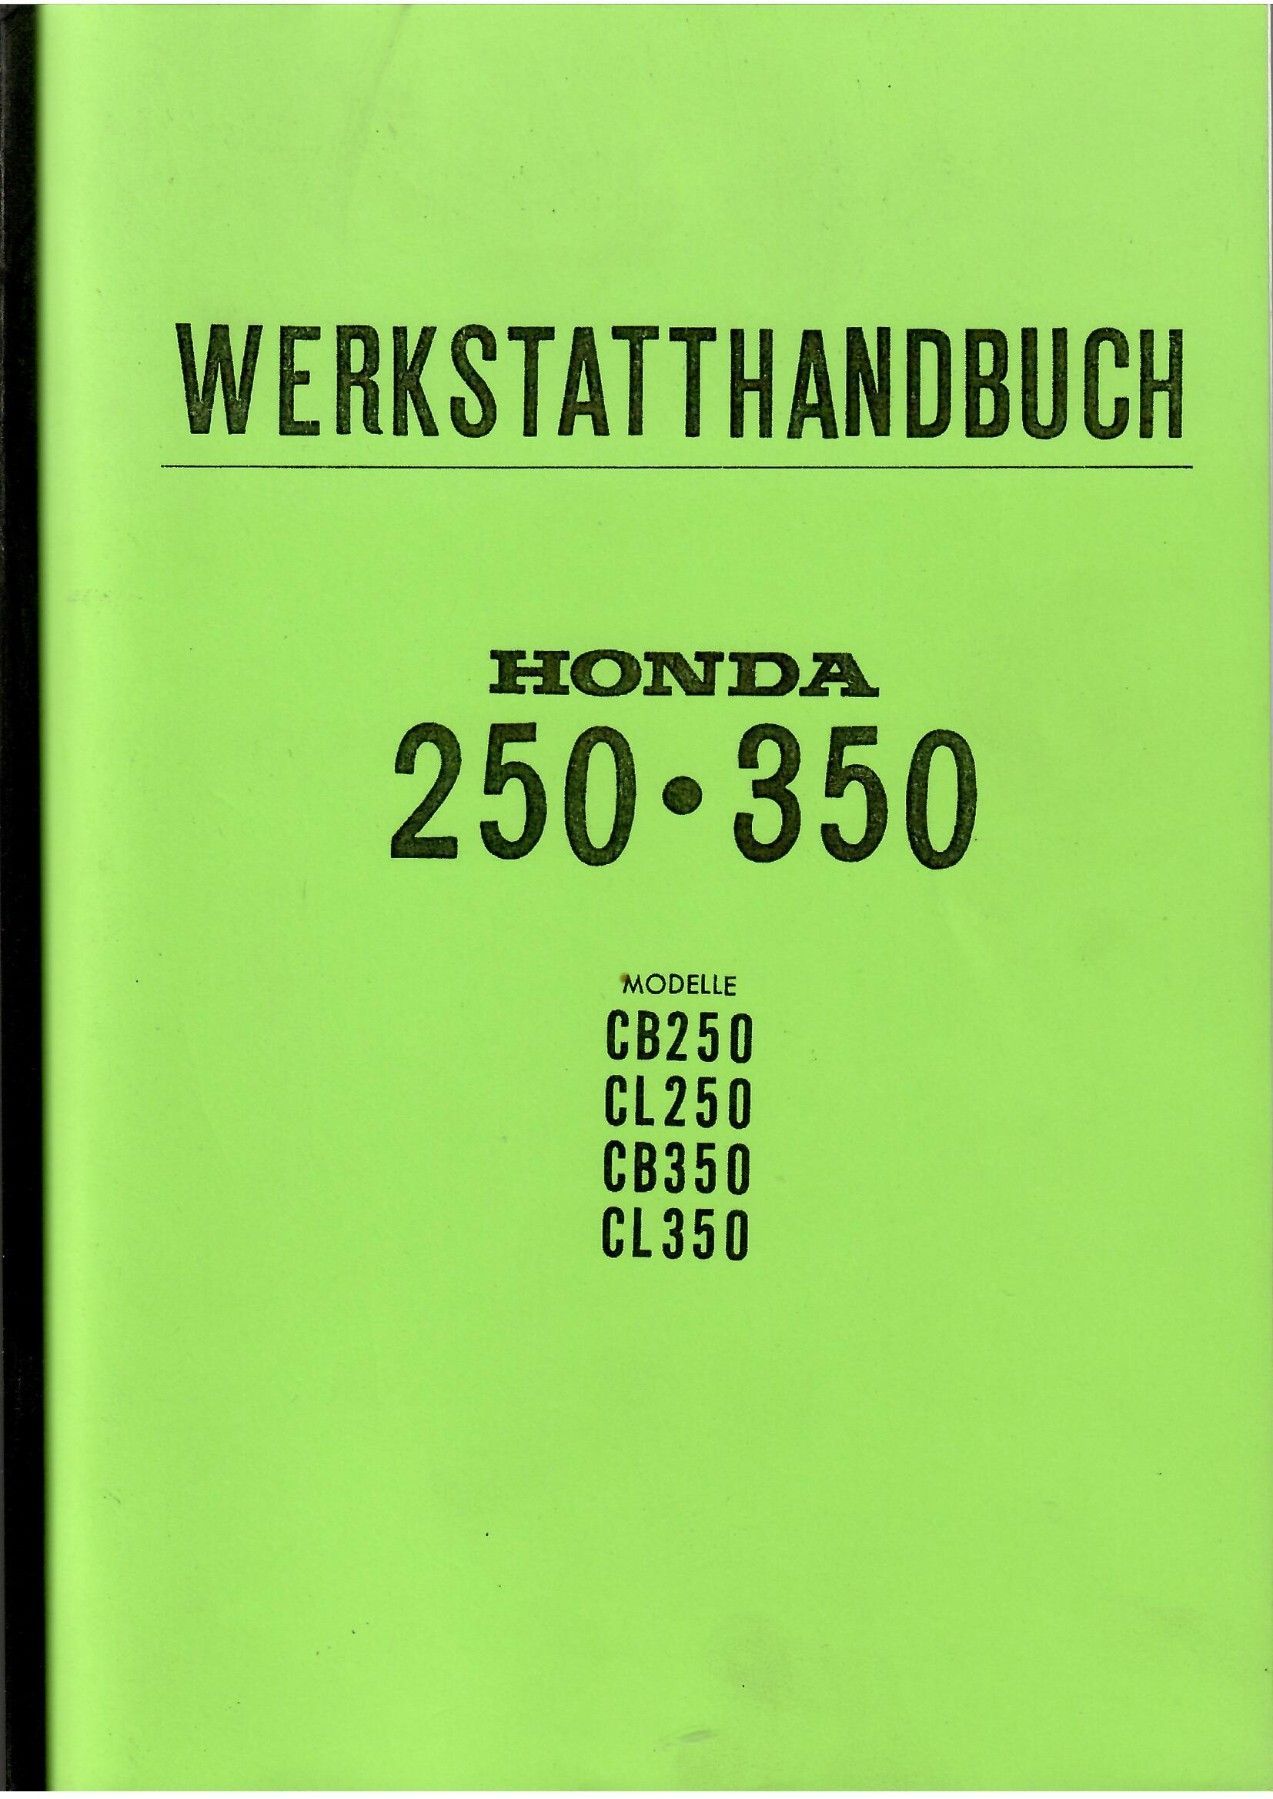 WERKSTATTHANDBUCH
HONDA
250•350
MODELLE
CB250
CL250
CB350
CL350